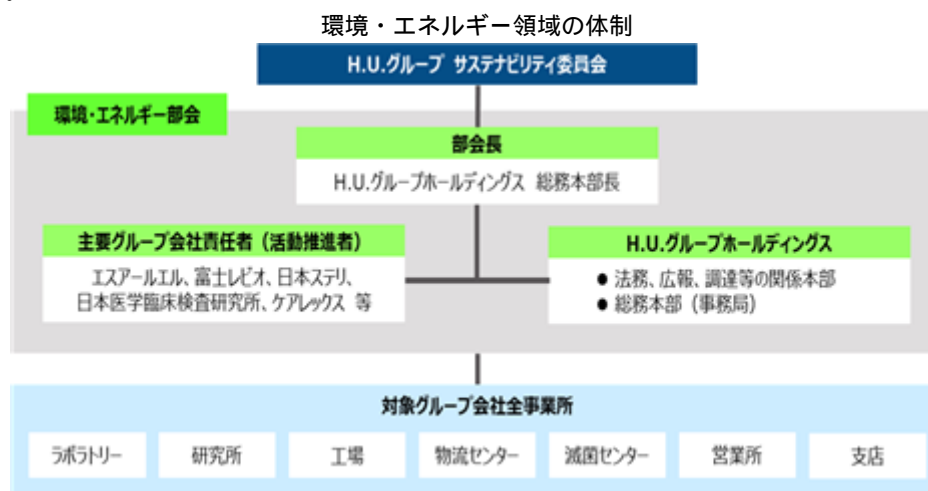 環境・エネルギー領域の体制
H.U.グループ サステナビリティ委員会
環境・エネルギー部会
部会長
H.U.グループホールディングス 総務本部長
主要グループ会社責任者（活動推進者）
エスアールエル、富士レビオ、日本ステリ、
日本医学臨床検査研究所、ケアレックス 等
H.U.グループホールディングス
● 法務、広報、調達等の関係本部
● 総務本部（事務局）
対象グループ会社全事業所
ラボラトリー
研究所
工場
物流センター
滅菌センター
営業所
支店